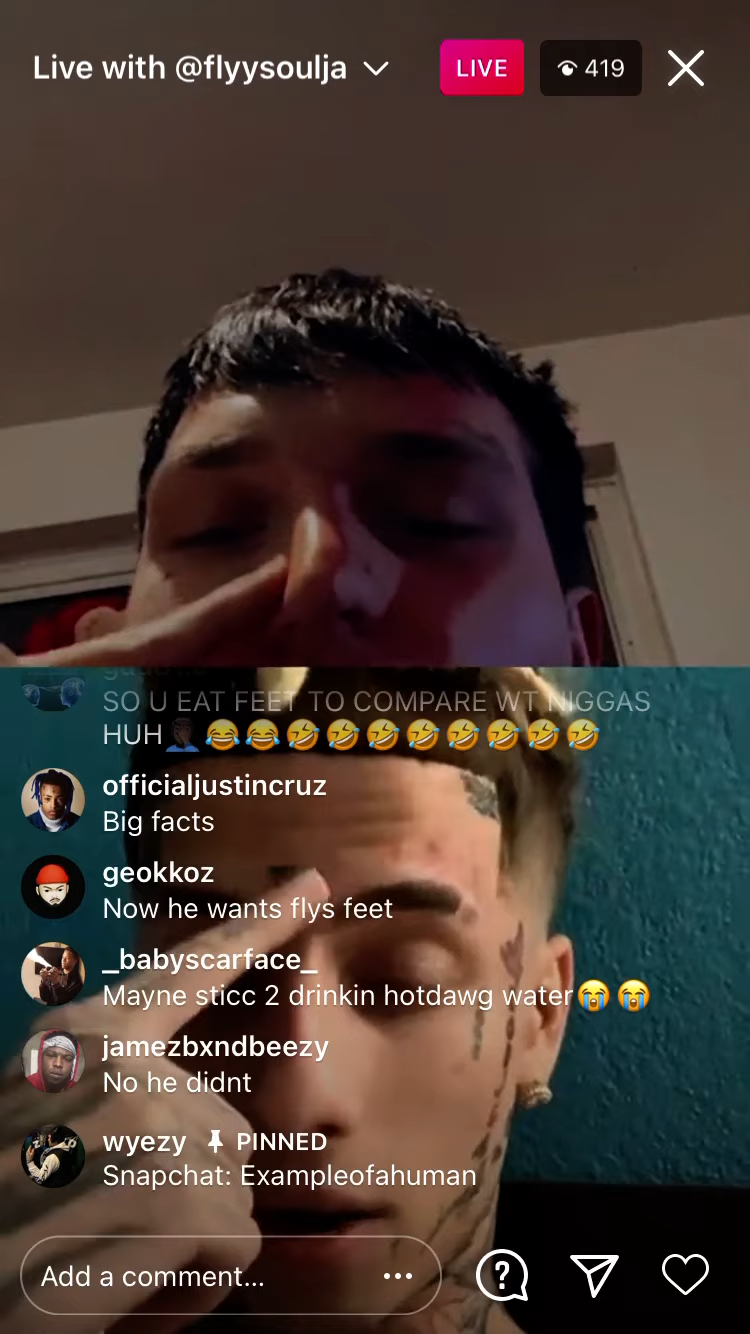 Live with @flyysoulja
LIVE
419
SO U EAT FEET TO COMPARE WT NIGGAS
HUH🤦🏿‍♂️😂😂🤣🤣🤣🤣🤣🤣🤣🤣
officialjustincruz
Big facts
geokkoz
Now he wants flys feet
_babyscarface_
Mayne sticc 2 drinkin hotdawg water😭😭
jamezbxndbeezy
No he didnt
wyezy PINNED
Snapchat: Exampleofahuman
Add a comment...